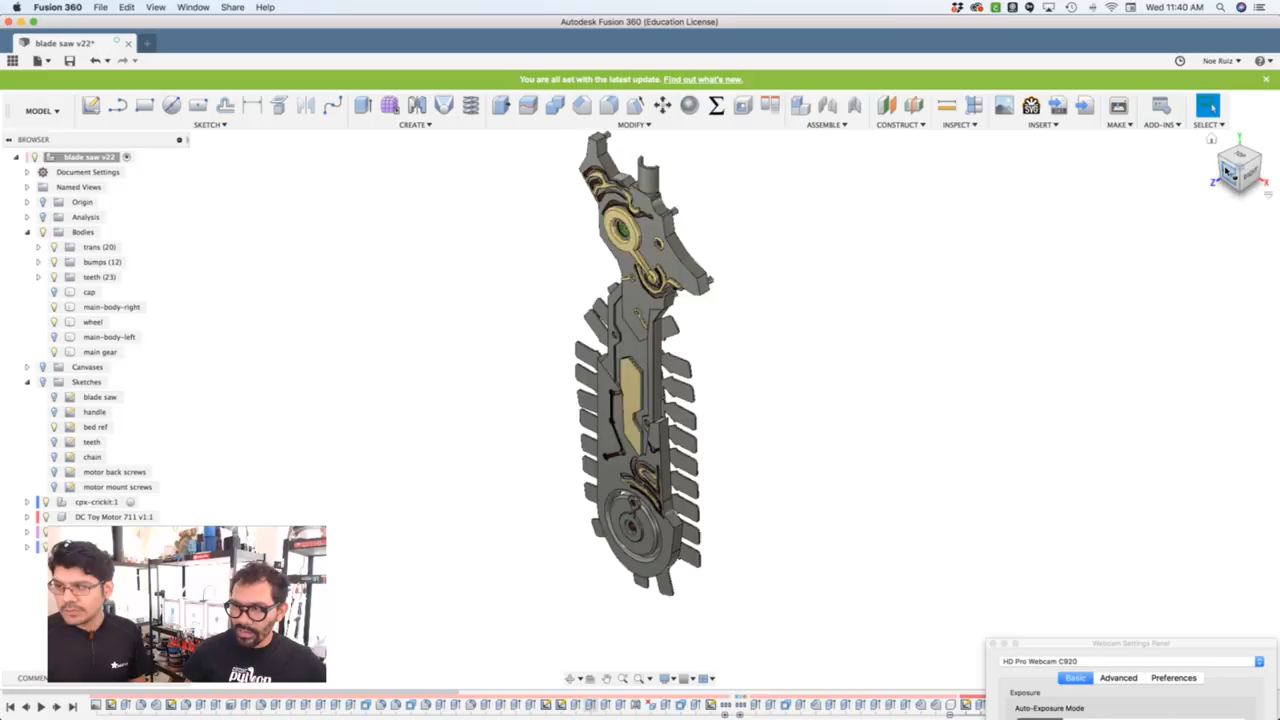 Fusion 360 File Edit View Window Share Help
Wed 11:40 AM
Autodesk Fusion 360 (Education License)
blade saw v22*
Noe Ruiz
You are all set with the latest update. Find out what's new.
MODEL
SKETCH
CREATE
MODIFY
ASSEMBLE
CONSTRUCT
INSPECT
INSERT
MAKE
ADD-INS
SELECT
BROWSER
blade saw v22
Document Settings
Named Views
Origin
Analysis
Bodies
trans (20)
bumps (12)
teeth (23)
cap
main-body-right
wheel
main-body-left
main gear
Canvases
Sketches
blade saw
handle
bed ref
teeth
chain
motor back screws
motor mount screws
cpx-crickit:1
DC Toy Motor 711 v1:1
Y
Z
X
python
COMMEN
Webcam Settings Panel
HD Pro Webcam C920
Basic Advanced Preferences
Exposure
Auto-Exposure Mode